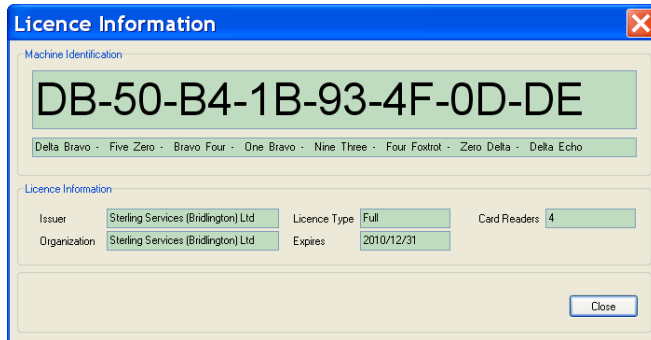 Licence Information
Machine Identification
DB-50-B4-1B-93-4F-0D-DE
Delta Bravo - Five Zero - Bravo Four - One Bravo - Nine Three - Four Foxtrot - Zero Delta - Delta Echo
Licence Information
Issuer Sterling Services (Bridlington) Ltd Licence Type Full Card Readers 4
Organization Sterling Services (Bridlington) Ltd Expires 2010/12/31
Close